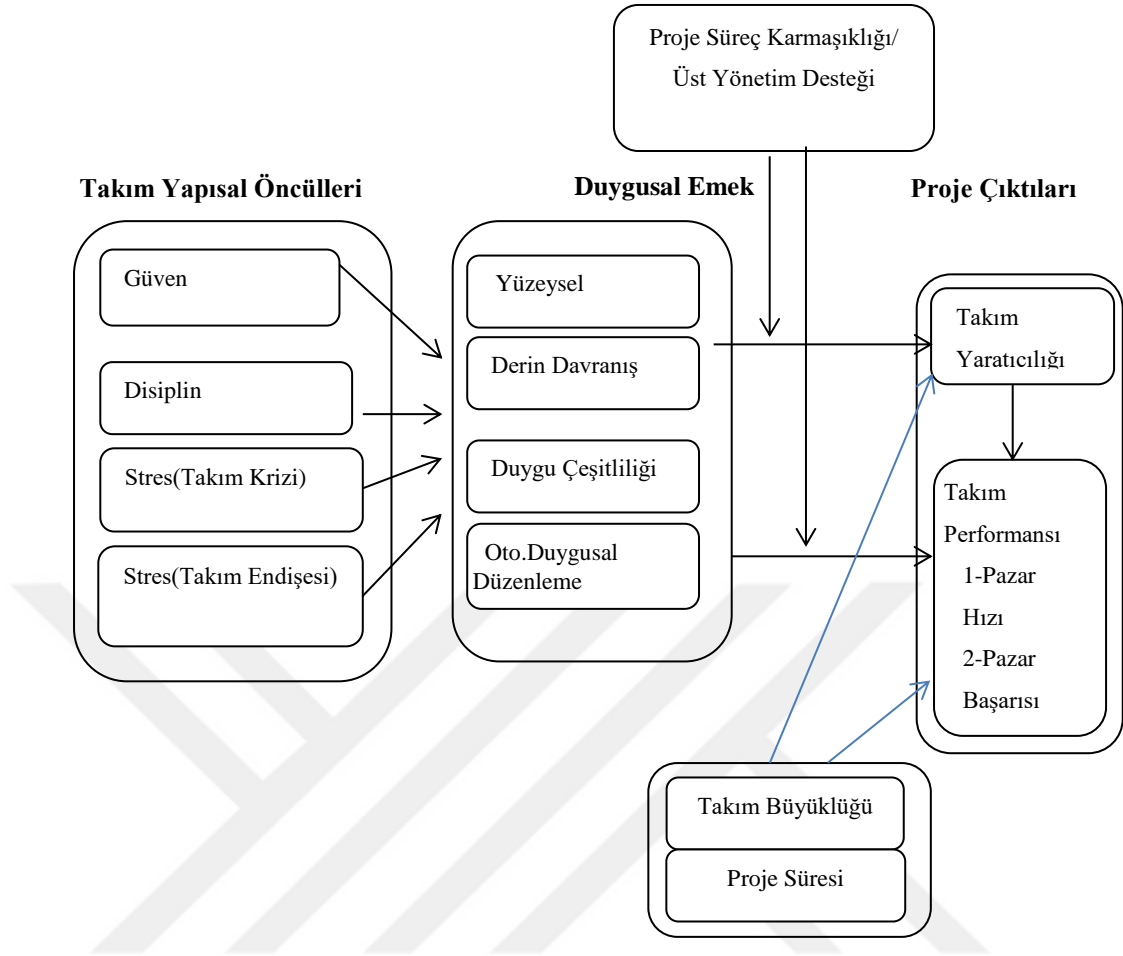 Proje Süreç Karmaşıklığı/
Üst Yönetim Desteği
Takım Yapısal Öncülleri
Duygusal Emek
Proje Çıktıları
Güven
Disiplin
Stres(Takım Krizi)
Stres(Takım Endişesi)
Yüzeysel
Derin Davranış
Duygu Çeşitliliği
Oto.Duygusal
Düzenleme
Takım
Yaratıcılığı
Takım
Performansı
1-Pazar
Hızı
2-Pazar
Başarısı
Takım Büyüklüğü
Proje Süresi